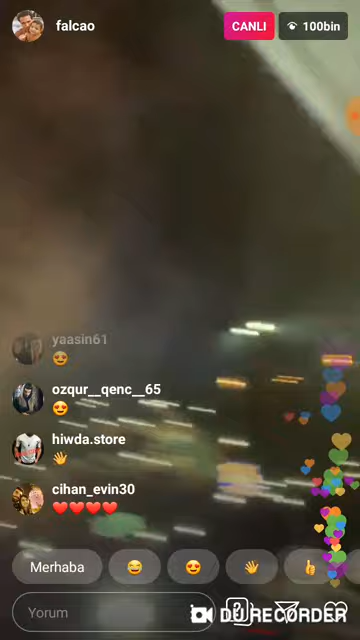 falcao
CANLI
100bin
yaasin61
😍
ozqur__qenc__65
😍
hiwda.store
👋
cihan_evin30
❤️❤️❤️❤️
Merhaba 😂 😍 👋 👍
Yorum
DU RECORDER